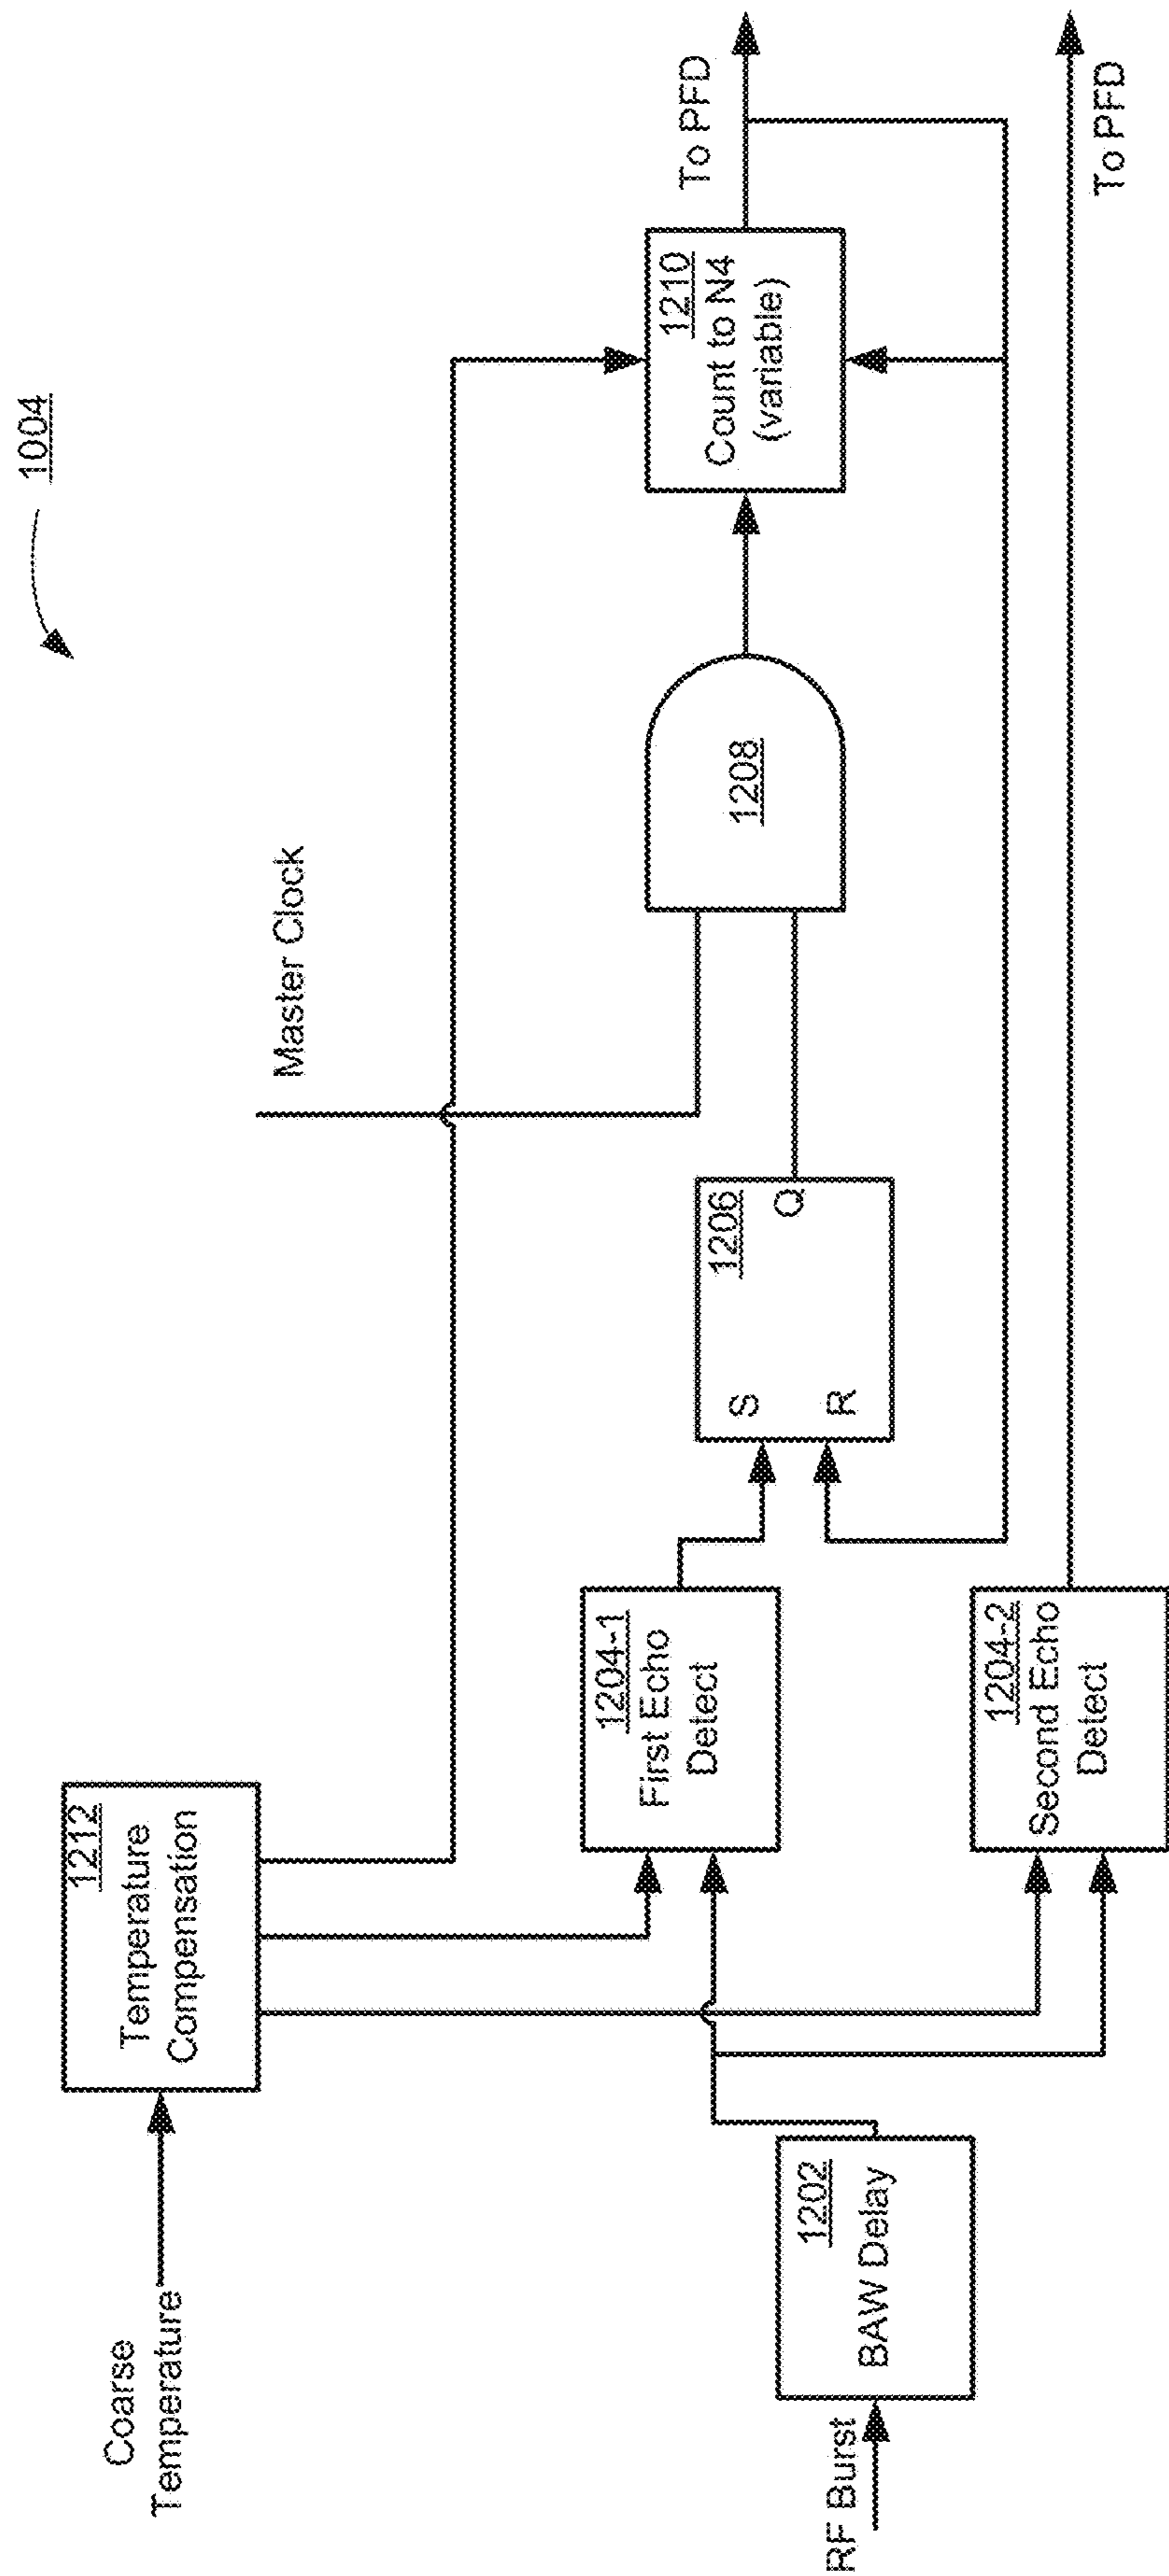 1004
Coarse
Temperature
1212
Temperature
Compensation
Master Clock
1204-1
First Echo
Detect
S
R
1206
Q
1208
1210
Count to N4
(variable)
To PFD
RF Burst
1202
BAW Delay
1204-2
Second Echo
Detect
To PFD